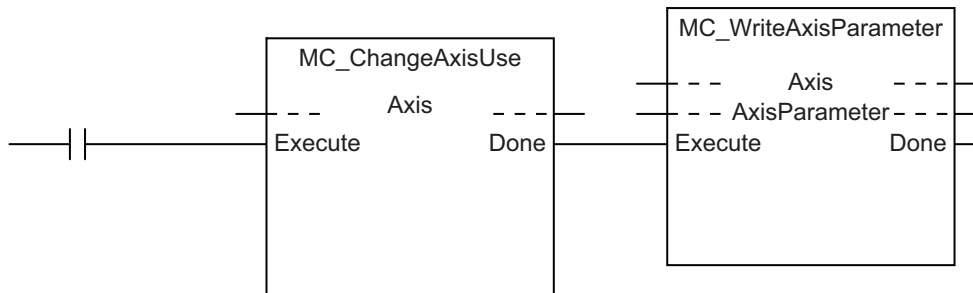 MC_ChangeAxisUse
Axis
Execute Done
MC_WriteAxisParameter
Axis
AxisParameter
Execute Done